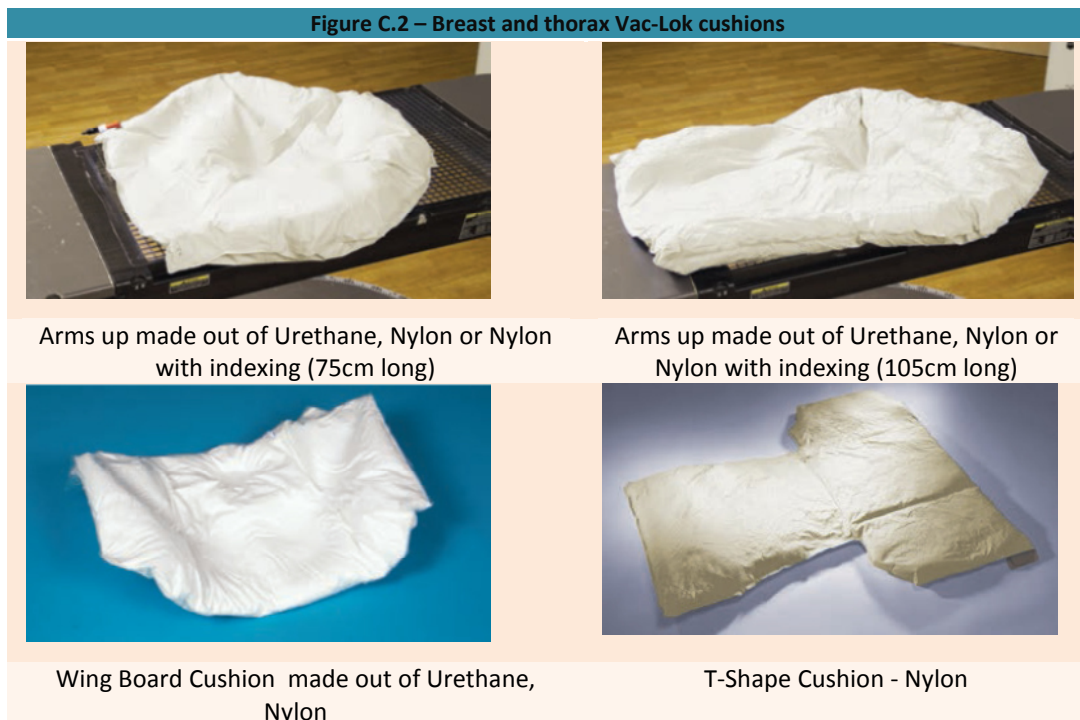 Figure C.2 – Breast and thorax Vac-Lok cushions
Arms up made out of Urethane, Nylon or Nylon
with indexing (75cm long)
Arms up made out of Urethane, Nylon or
Nylon with indexing (105cm long)
Wing Board Cushion  made out of Urethane,
Nylon
T-Shape Cushion - Nylon